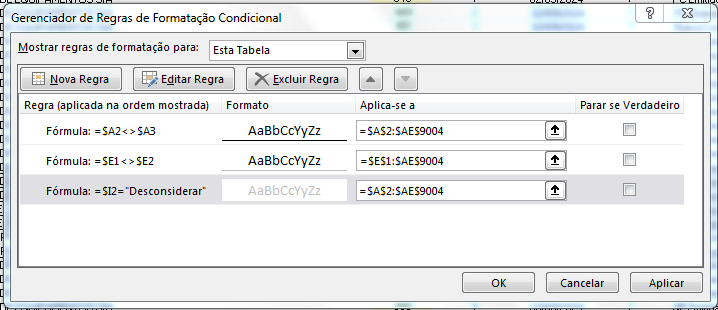 Gerenciador de Regras de Formatação Condicional
Mostrar regras de formatação para: Esta Tabela
Nova Regra Editar Regra Excluir Regra
Regra (aplicada na ordem mostrada) Formato Aplica-se a Parar se Verdadeiro
Fórmula: =$A2<>$A3 AaBbCcYyZz =$A$2:$AE$9004
Fórmula: =$E1<>$E2 AaBbCcYyZz =$E$1:$AE$9004
Fórmula: =$I2="Desconsiderar" AaBbCcYyZz =$A$2:$AE$9004
OK Cancelar Aplicar